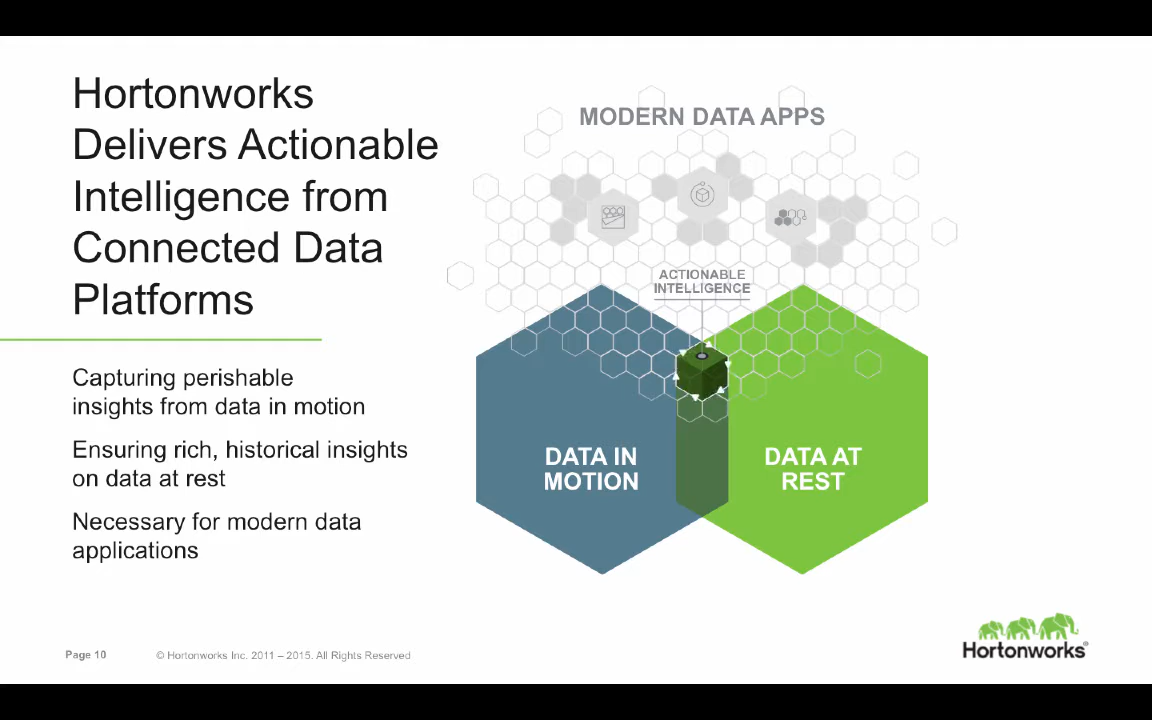 Hortonworks
Delivers Actionable
Intelligence from
Connected Data
Platforms
Capturing perishable
insights from data in motion
Ensuring rich, historical insights
on data at rest
Necessary for modern data
applications
MODERN DATA APPS
ACTIONABLE
INTELLIGENCE
DATA IN
MOTION
DATA AT
REST
Page 10
© Hortonworks Inc. 2011 – 2015. All Rights Reserved
Hortonworks®